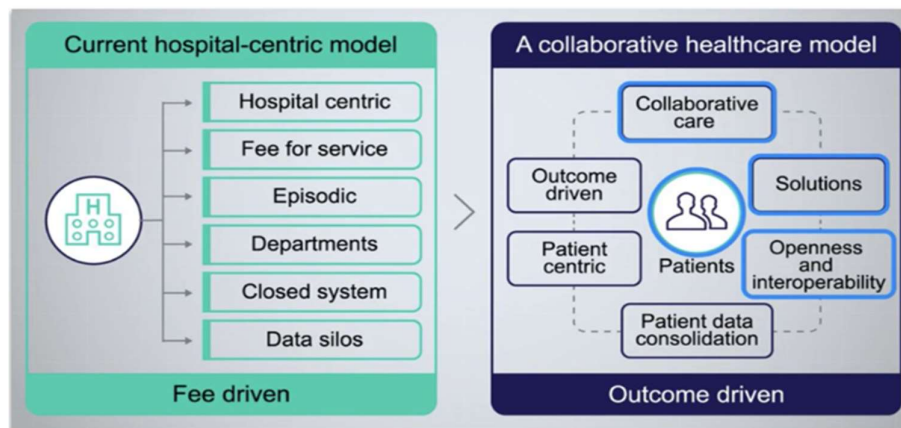 Current hospital-centric model
H
Hospital centric
Fee for service
Episodic
Departments
Closed system
Data silos
Fee driven
A collaborative healthcare model
Collaborative
care
Outcome
driven
Solutions
Patient
centric
Patients
Openness
and
interoperability
Patient data
consolidation
Outcome driven